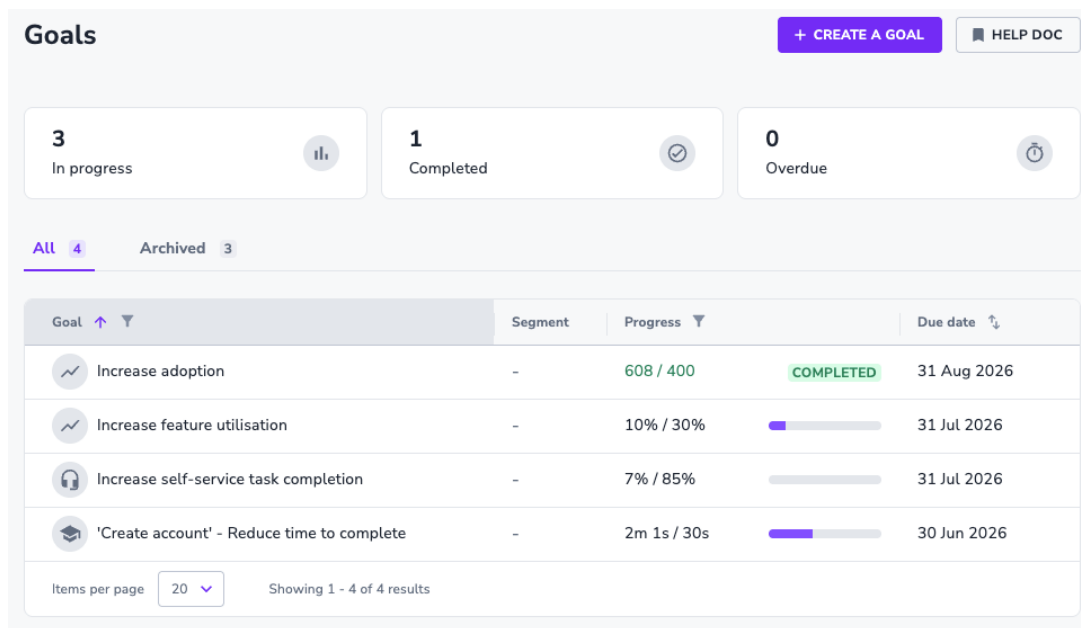 Goals
+ CREATE A GOAL
HELP DOC
3
In progress
1
Completed
0
Overdue
All 4
Archived 3
Goal Segment Progress Due date
Increase adoption - 608 / 400 COMPLETED 31 Aug 2026
Increase feature utilisation - 10% / 30% 31 Jul 2026
Increase self-service task completion - 7% / 85% 31 Jul 2026
'Create account' - Reduce time to complete - 2m 1s / 30s 30 Jun 2026
Items per page 20 Showing 1 - 4 of 4 results